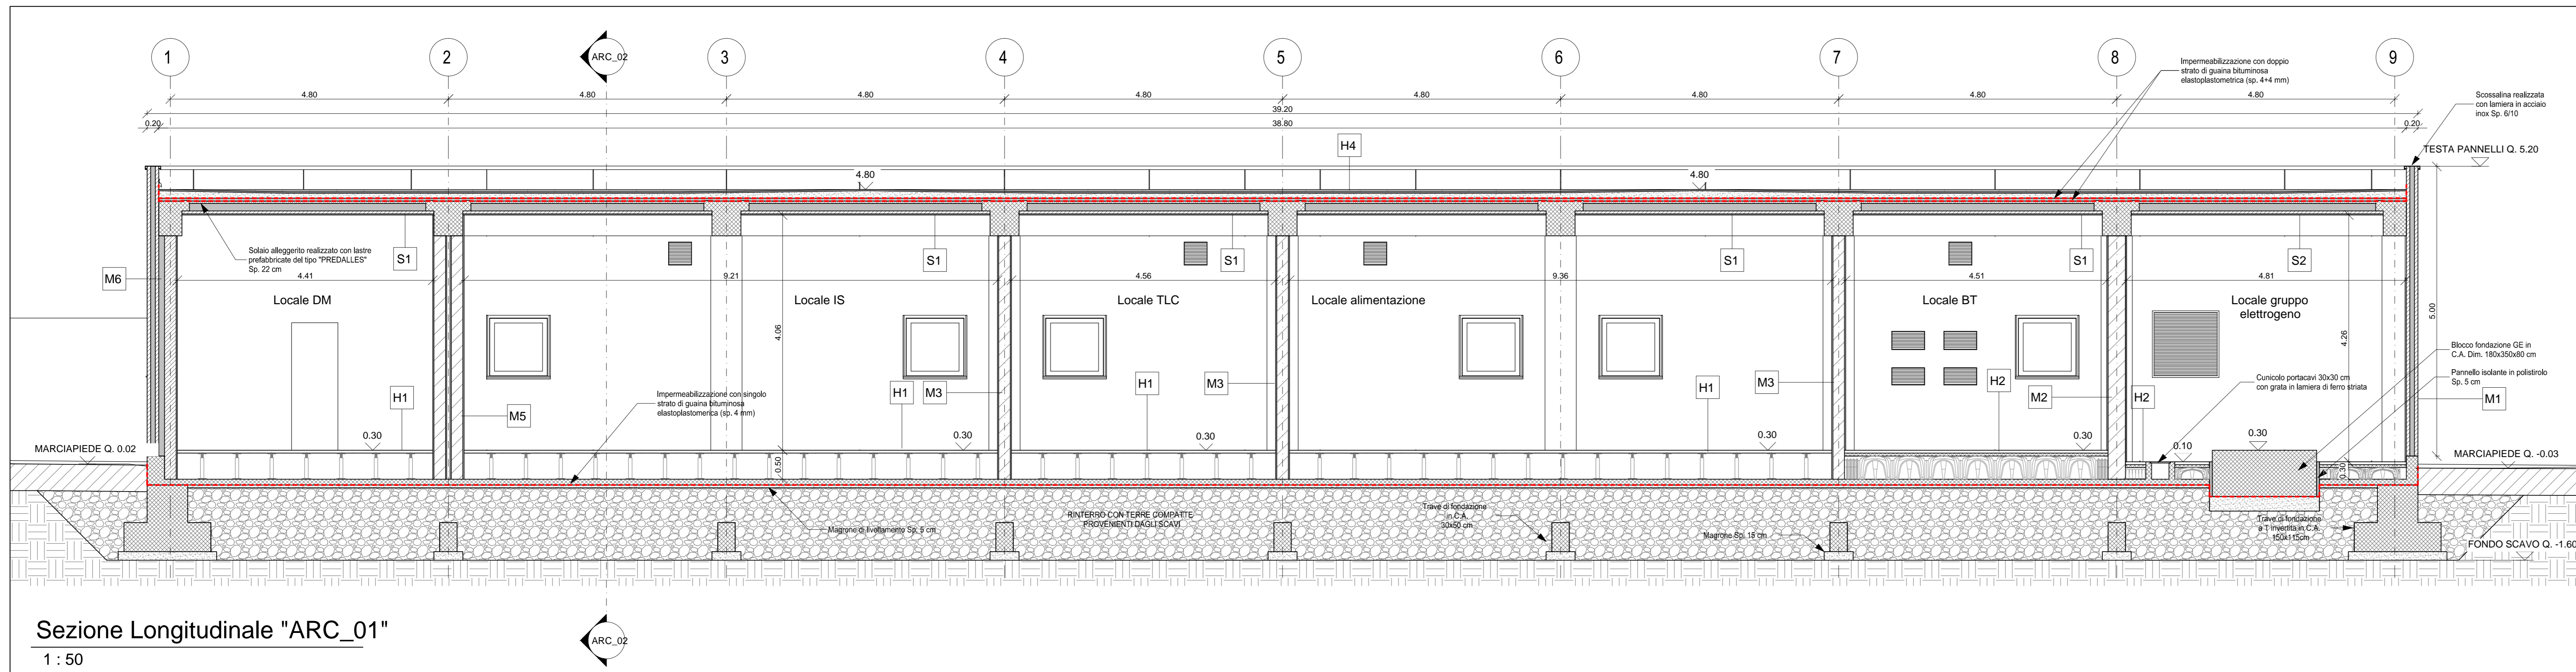 1
2
ARC_02
3
4
5
6
7
8
9
Impermeabilizzazione con doppio
strato di guaina bituminosa
elastoplastometrica (sp. 4+4 mm)
Scossalina realizzata
con lamiera in acciaio
inox Sp. 6/10
4.80
4.80
4.80
4.80
4.80
4.80
4.80
4.80
39.20
0.20
38.80
0.20
H4
TESTA PANNELLI Q. 5.20
4.80
4.80
Solaio alleggerito realizzato con lastre
prefabbricate del tipo "PREDALLES"
Sp. 22 cm
S1
S1
S1
S1
S1
S2
M6
4.41
9.21
4.56
9.36
4.51
4.81
Locale DM
Locale IS
Locale TLC
Locale alimentazione
Locale BT
Locale gruppo
elettrogeno
4.06
5.00
4.26
Blocco fondazione GE in
C.A. Dim. 180x350x80 cm
Pannello isolante in polistirolo
Sp. 5 cm
Cunicolo portacavi 30x30 cm
con grata in lamiera di ferro striata
Impermeabilizzazione con singolo
strato di guaina bituminosa
elastoplastomerica (sp. 4 mm)
H1
M5
H1
M3
H1
M3
H1
M3
H2
M2
H2
M1
MARCIAPIEDE Q. 0.02
0.30
0.30
0.30
0.30
0.30
0.10
0.30
MARCIAPIEDE Q. -0.03
0.50
0.30
Magrone di livellamento Sp. 5 cm
RINTERRO CON TERRE COMPATTE
PROVENIENTI DAGLI SCAVI
Trave di fondazione
in C.A.
30x50 cm
Magrone Sp. 15 cm
Trave di fondazione
a T invertita in C.A.
150x115cm
FONDO SCAVO Q. -1.60
Sezione Longitudinale "ARC_01"
1 : 50
ARC_02